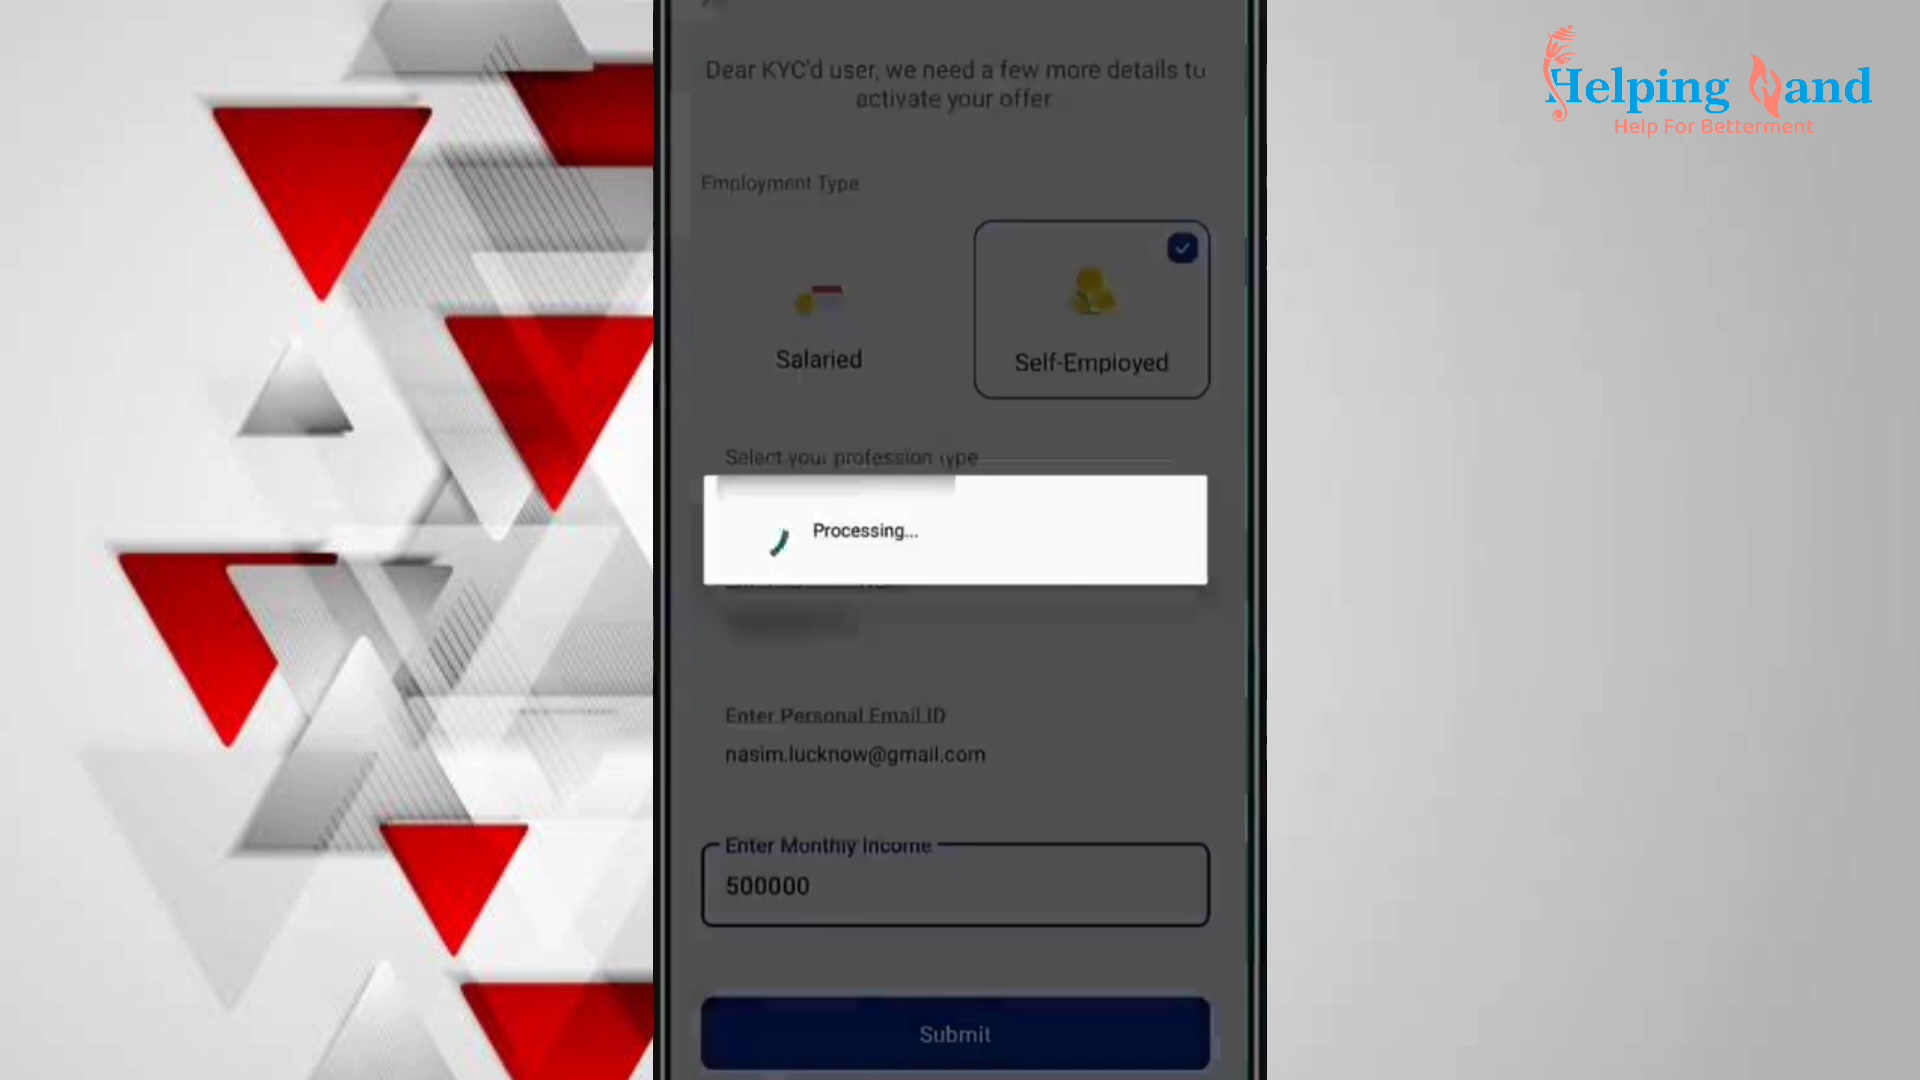 Helping Hand
Help For Betterment
Dear KYC'd user, we need a few more details to
activate your offer
Employment Type
Salaried
Self-Employed
Select your profession type
Processing...
Enter Personal Email ID
nasim.lucknow@gmail.com
Enter Monthly Income
500000
Submit